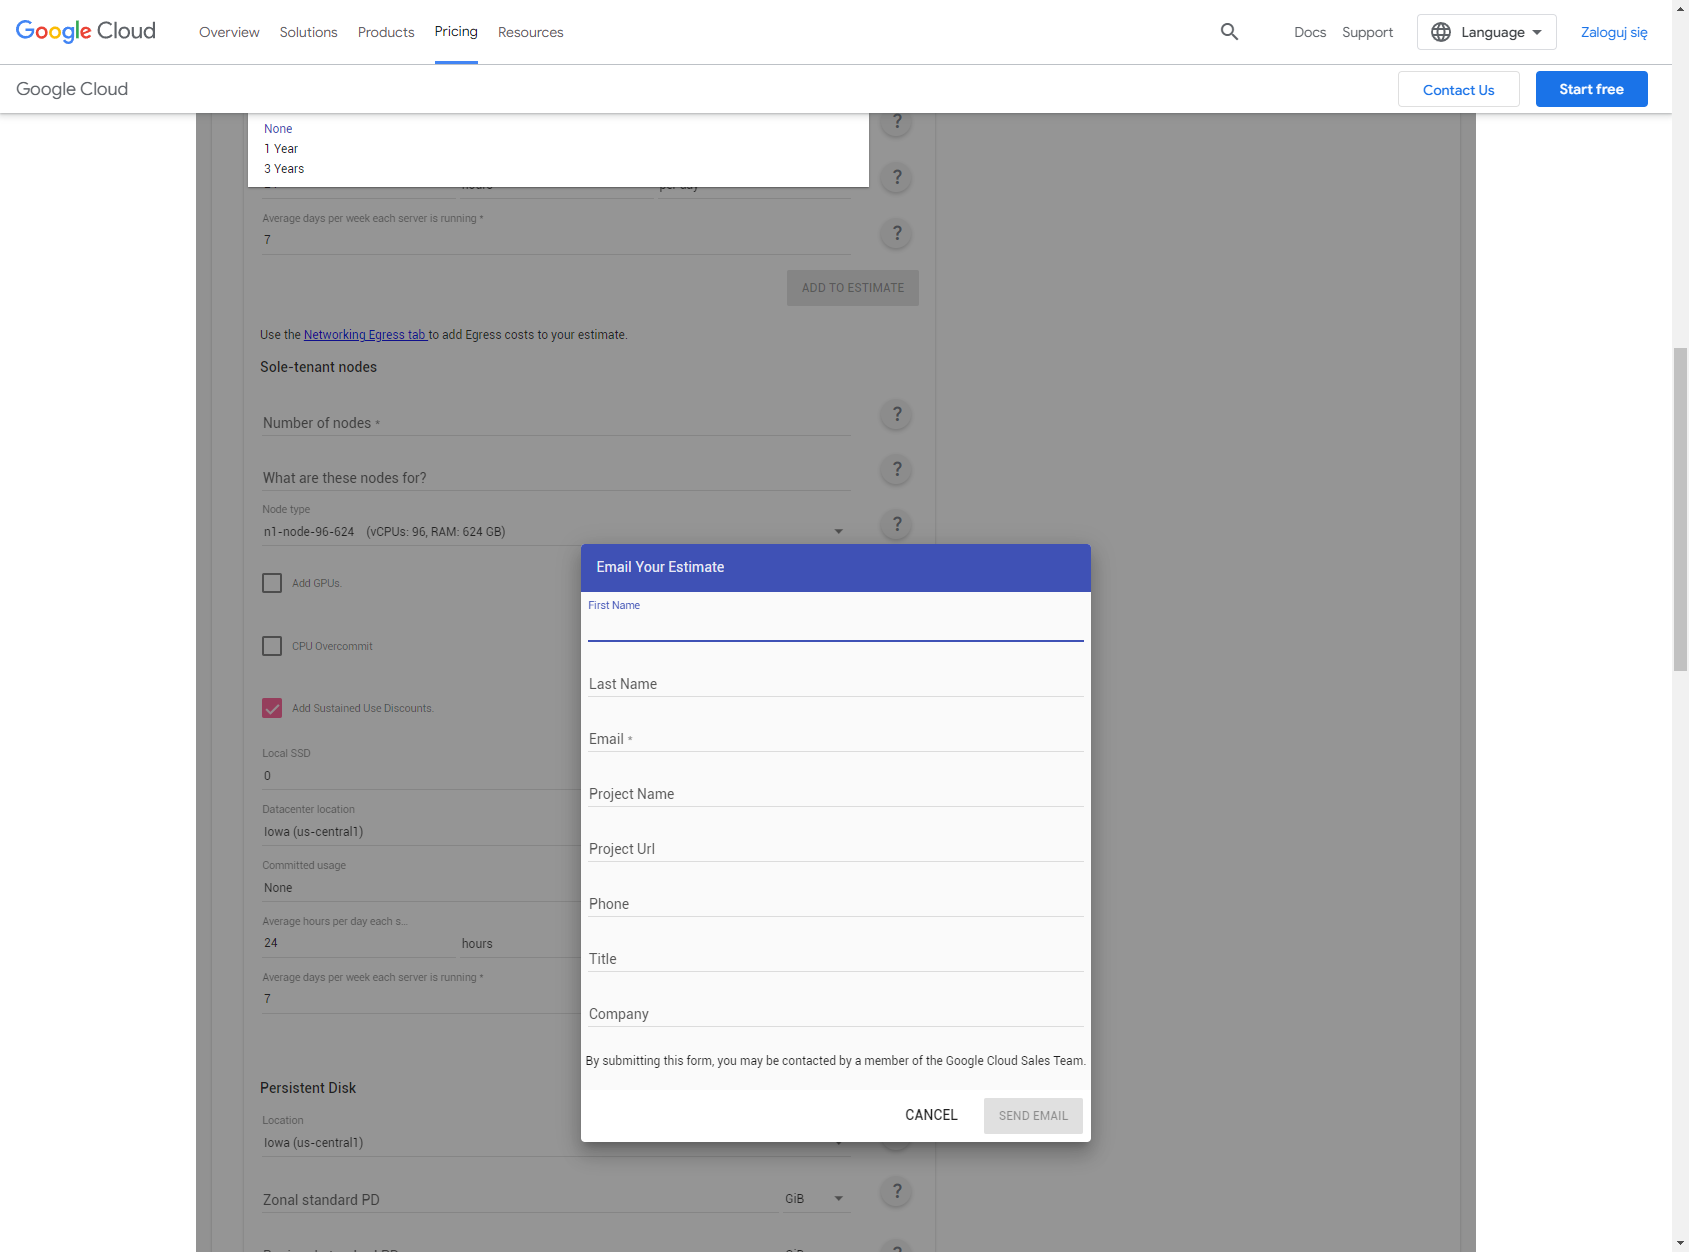 Google Cloud
Overview
Solutions
Products
Pricing
Resources
Docs
Support
Language
Zaloguj się
Google Cloud
Contact Us
Start free
None
1 Year
3 Years
?
?
Average days per week each server is running *
7
?
ADD TO ESTIMATE
Use the Networking Egress tab to add Egress costs to your estimate.
Sole-tenant nodes
Number of nodes *
?
What are these nodes for?
?
Node type
n1-node-96-624 (vCPUs: 96, RAM: 624 GB)
?
Add GPUs.
CPU Overcommit
Add Sustained Use Discounts.
Local SSD
0
Datacenter location
Iowa (us-central1)
Committed usage
None
Average hours per day each s...
24
hours
Average days per week each server is running *
7
Persistent Disk
Location
Iowa (us-central1)
Zonal standard PD
GiB
?
Email Your Estimate
First Name
Last Name
Email *
Project Name
Project Url
Phone
Title
Company
By submitting this form, you may be contacted by a member of the Google Cloud Sales Team.
CANCEL
SEND EMAIL